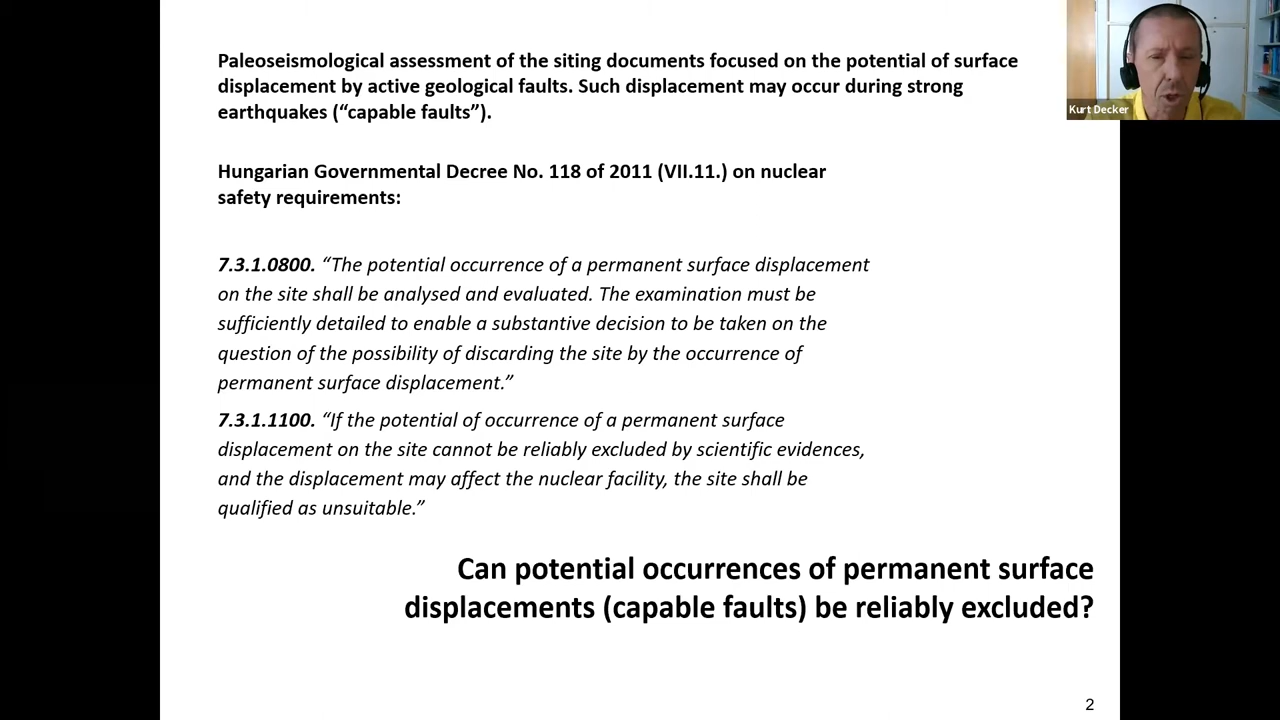 Paleoseismological assessment of the siting documents focused on the potential of surface
displacement by active geological faults. Such displacement may occur during strong
earthquakes (“capable faults”).
Kurt Decker
Hungarian Governmental Decree No. 118 of 2011 (VII.11.) on nuclear
safety requirements:
7.3.1.0800. “The potential occurrence of a permanent surface displacement
on the site shall be analysed and evaluated. The examination must be
sufficiently detailed to enable a substantive decision to be taken on the
question of the possibility of discarding the site by the occurrence of
permanent surface displacement.”
7.3.1.1100. “If the potential of occurrence of a permanent surface
displacement on the site cannot be reliably excluded by scientific evidences,
and the displacement may affect the nuclear facility, the site shall be
qualified as unsuitable.”
Can potential occurrences of permanent surface
displacements (capable faults) be reliably excluded?
2